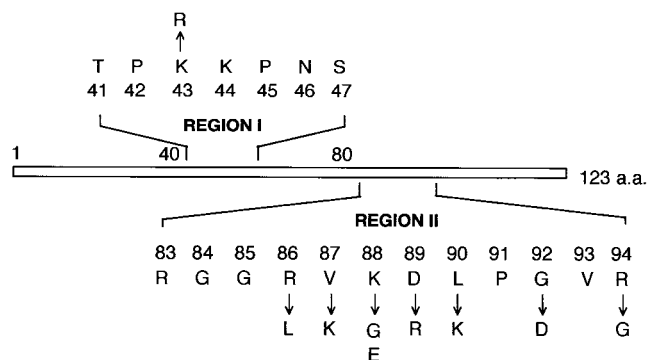 R
T P K K P N S
41 42 43 44 45 46 47
REGION I
1 40 80
123 a.a.
REGION II
83 84 85 86 87 88 89 90 91 92 93 94
R G G R V K D L P G V R
L K G R K D G
E